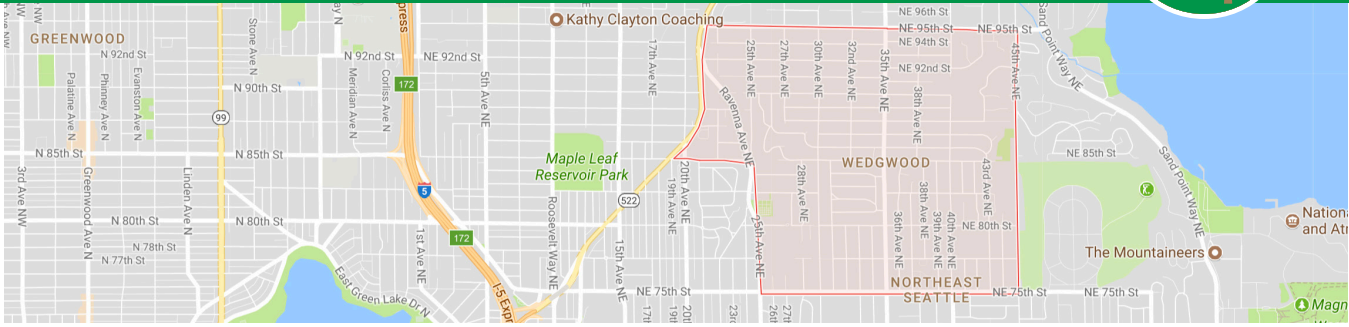 Kathy Clayton Coaching
GREENWOOD
NE 96th St
NE 95th St
NE 95th St
NE 94th St
NE 92nd St
N 92nd St
N 92nd St
NE 92nd St
N 90th St
172
99
N 85th St
N 85th St
NE 85th St
Maple Leaf
Reservoir Park
WEDGWOOD
5
522
N 80th St
N 80th St
NE 80th St
172
N 78th St
N 77th St
The Mountaineers
NORTHEAST
SEATTLE
NE 75th St
NE 75th St
NE 75th St
3rd Ave NW
Palatine Ave N
Phinney Ave N
Evanston Ave N
Greenwood Ave N
Linden Ave N
Stone Ave N
Meridian Ave N
Corliss Ave N
1st Ave NE
5th Ave NE
East Green Lake Dr N
Roosevelt Way NE
15th Ave NE
17th Ave NE
19th Ave NE
20th Ave NE
Ravenna Ave NE
25th Ave NE
25th Ave NE
27th Ave NE
28th Ave NE
30th Ave NE
32nd Ave NE
35th Ave NE
36th Ave NE
38th Ave NE
38th Ave NE
39th Ave NE
40th Ave NE
43rd Ave NE
45th Ave NE
Sand Point Way NE
Sand Point Way NE